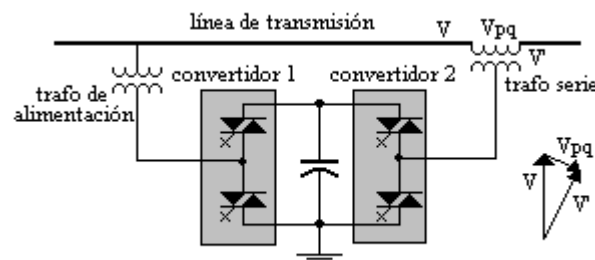 línea de transmisión
V
Vpq
V'
convertidor 1
convertidor 2
trafo serie
trafo de
alimentación
Vpq
V
V'